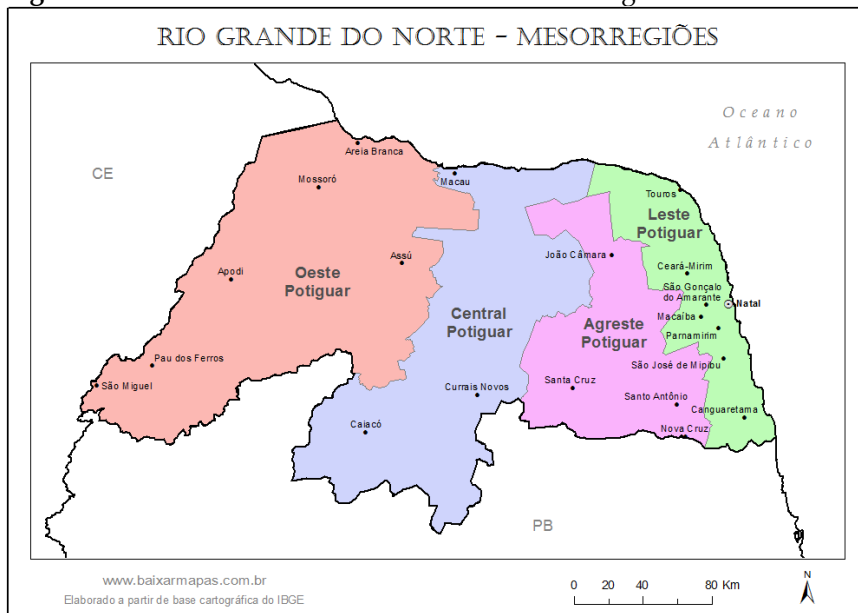 RIO GRANDE DO NORTE - MESORREGIÕES
Oceano
Atlântico
CE
Areia Branca
Mossoró
Macau
Touros
Leste
Potiguar
João Câmara
Assú
Apodi
Oeste
Potiguar
Ceará-Mirim
São Gonçalo
do Amarante
Natal
Central
Potiguar
Agreste
Potiguar
Macaíba
Parnamirim
Pau dos Ferros
São José de Mipibu
São Miguel
Santa Cruz
Currais Novos
Santo Antônio
Canguaretama
Caiacó
Nova Cruz
PB
www.baixarmapas.com.br
Elaborado a partir de base cartográfica do IBGE
0 20 40 80 Km
N